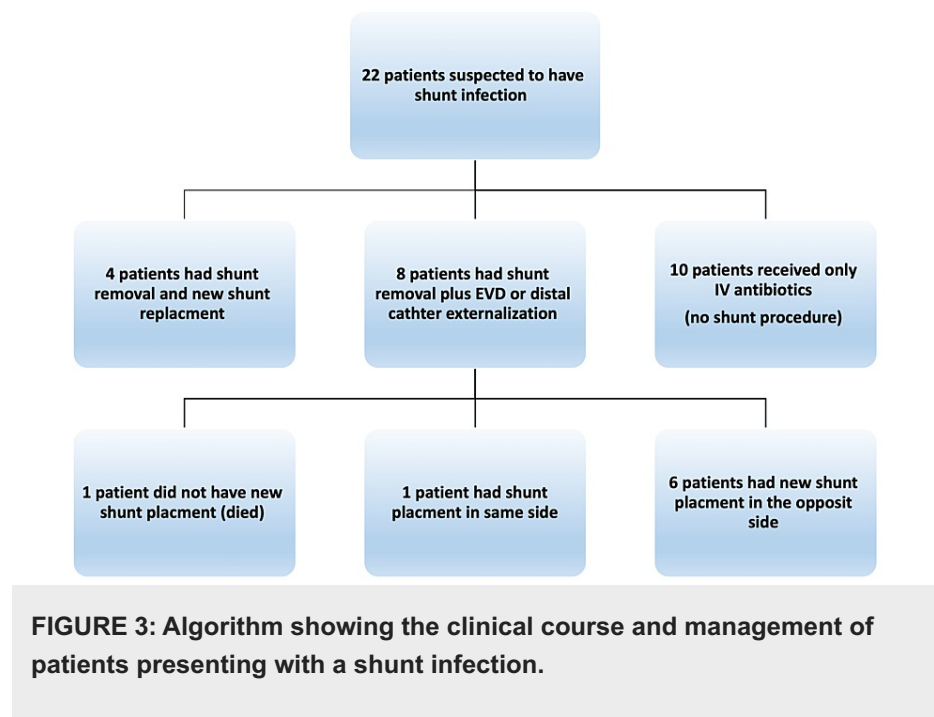 22 patients suspected to have
shunt infection
4 patients had shunt
removal and new shunt
replacment
8 patients had shunt
removal plus EVD or distal
cathter externalization
10 patients received only
IV antibiotics
(no shunt procedure)
1 patient did not have new
shunt placment (died)
1 patient had shunt
placment in same side
6 patients had new shunt
placment in the opposit
side
FIGURE 3: Algorithm showing the clinical course and management of
patients presenting with a shunt infection.